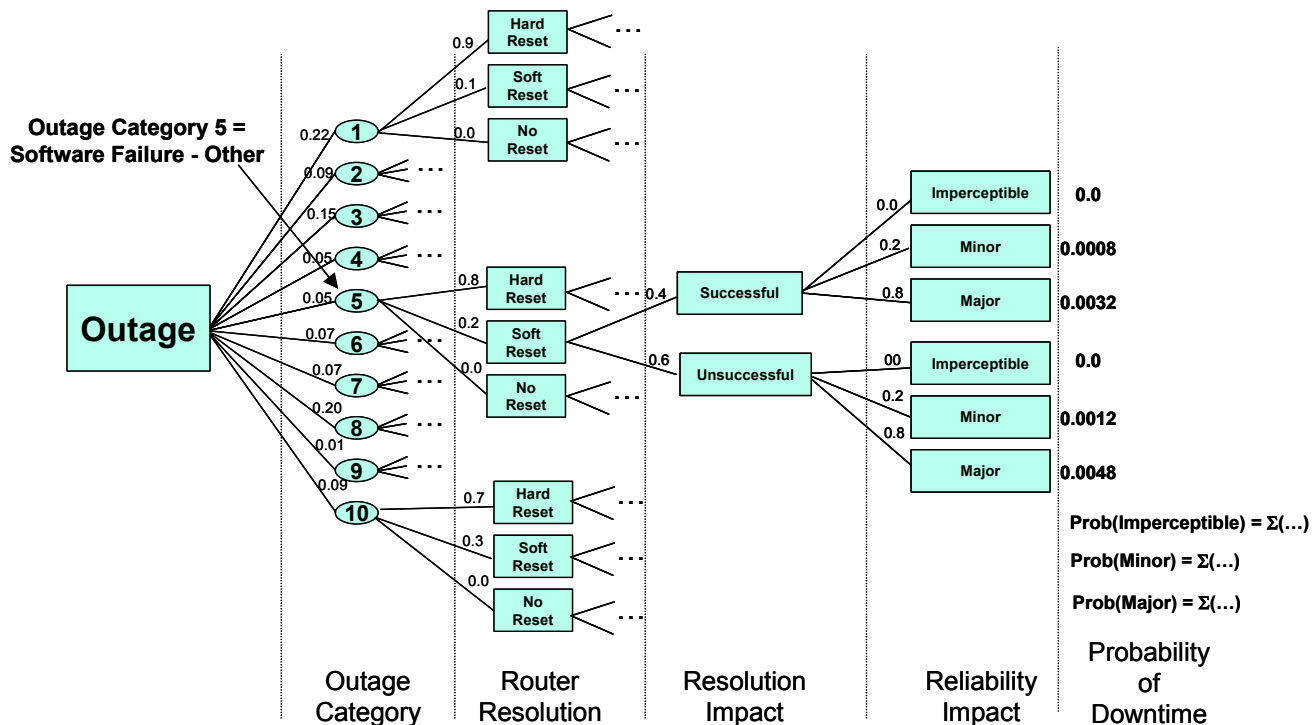 Hard
Reset
...
0.9
Soft
Reset
...
0.1
No
Reset
...
0.0
Outage Category 5 =
Software Failure - Other
0.22
1
0.09
2
...
0.15
3
...
0.05
4
...
0.05
5
0.07
6
...
0.07
7
...
0.20
8
...
0.01
9
...
0.09
10
Outage
0.8
Hard
Reset
...
0.2
Soft
Reset
0.0
No
Reset
...
0.4
Successful
0.6
Unsuccessful
0.0
Imperceptible
0.0
0.2
Minor
0.0008
0.8
Major
0.0032
00
Imperceptible
0.0
0.2
Minor
0.0012
0.8
Major
0.0048
0.7
Hard
Reset
...
0.3
Soft
Reset
...
0.0
No
Reset
...
Prob(Imperceptible) = Σ(...)
Prob(Minor) = Σ(...)
Prob(Major) = Σ(...)
Outage
Category
Router
Resolution
Resolution
Impact
Reliability
Impact
Probability
of
Downtime